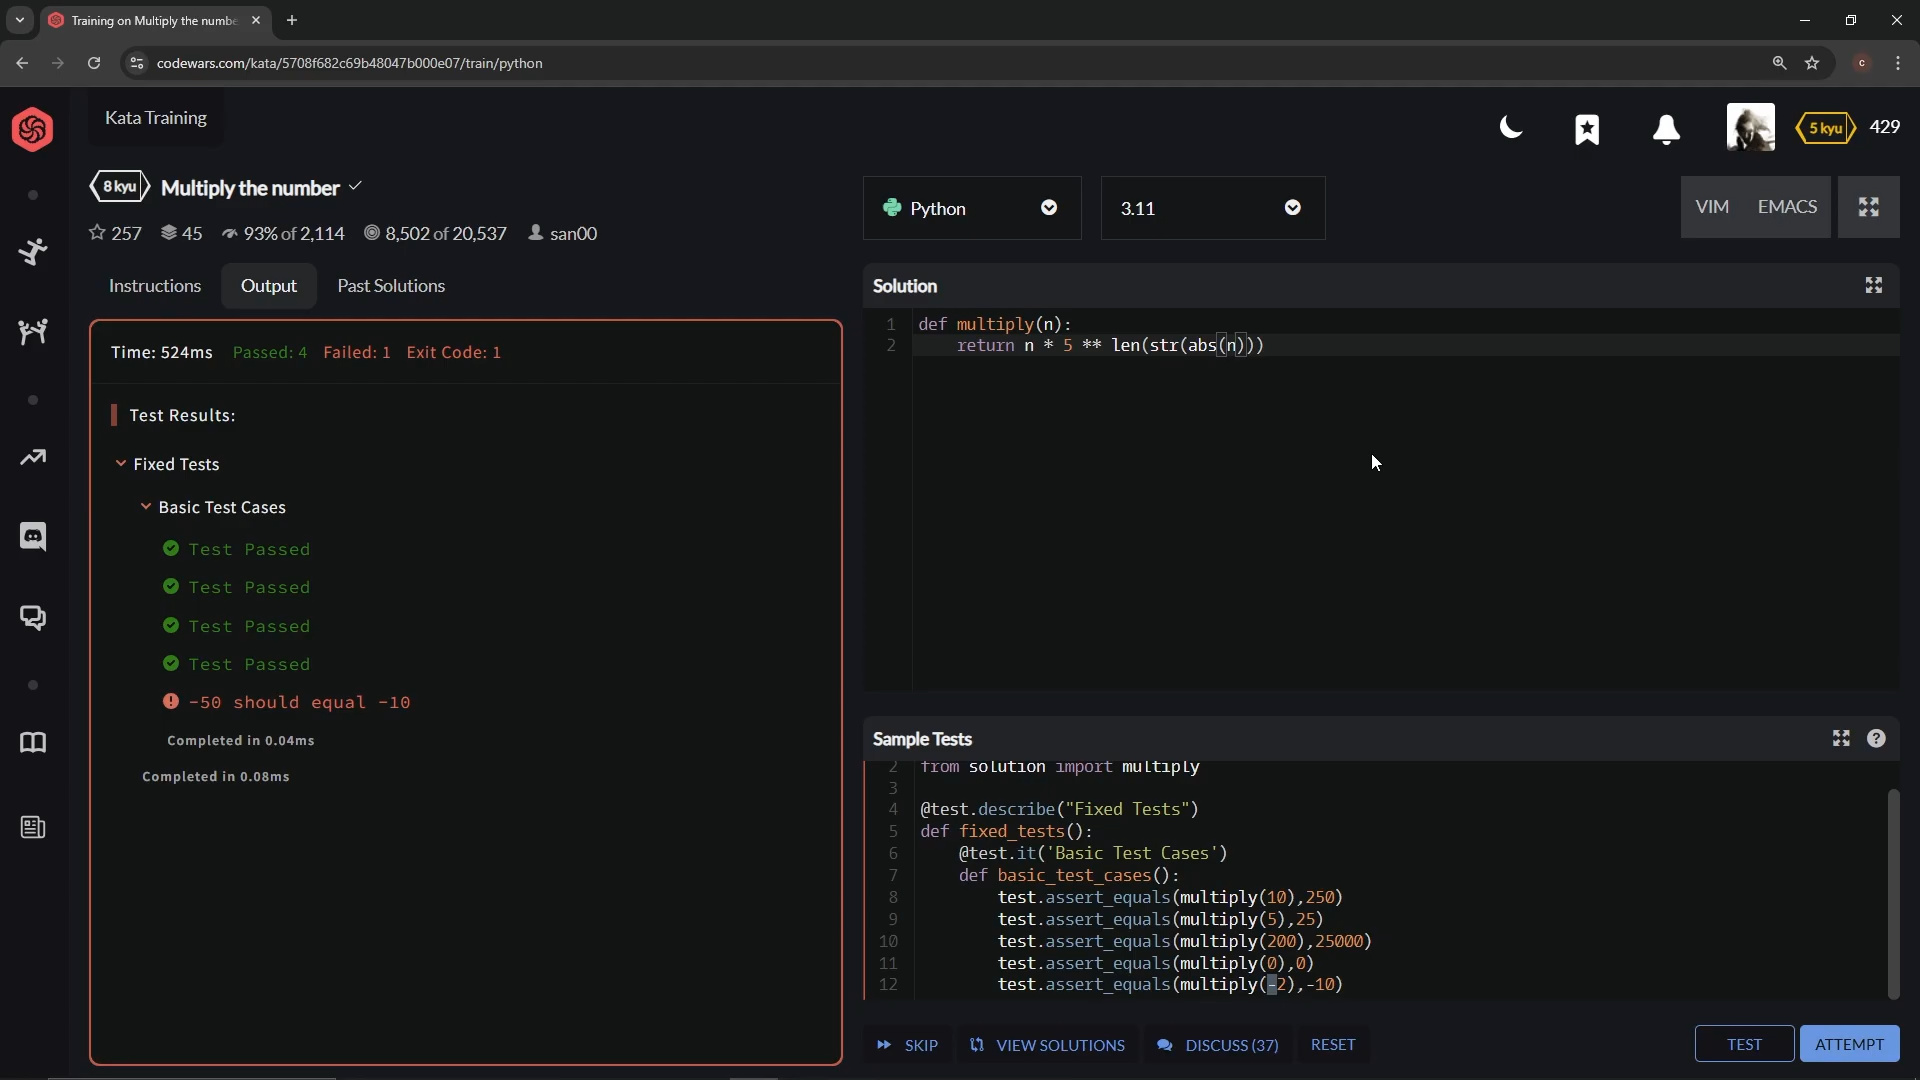 Training on Multiply the numbe
codewars.com/kata/5708f682c69b48047b000e07/train/python
c
Kata Training
5 kyu
429
8 kyu
Multiply the number
257
45
93% of 2,114
8,502 of 20,537
san00
Python
3.11
VIM
EMACS
Instructions
Output
Past Solutions
Time: 524ms Passed: 4 Failed: 1 Exit Code: 1
Test Results:
Fixed Tests
Basic Test Cases
Test Passed
Test Passed
Test Passed
Test Passed
-50 should equal -10
Completed in 0.04ms
Completed in 0.08ms
Solution
1 def multiply(n):
2 return n * 5 ** len(str(abs(n)))
Sample Tests
2 from solution import multiply
3
4 @test.describe("Fixed Tests")
5 def fixed_tests():
6 @test.it('Basic Test Cases')
7 def basic_test_cases():
8 test.assert_equals(multiply(10),250)
9 test.assert_equals(multiply(5),25)
10 test.assert_equals(multiply(200),25000)
11 test.assert_equals(multiply(0),0)
12 test.assert_equals(multiply(-2),-10)
SKIP
VIEW SOLUTIONS
DISCUSS (37)
RESET
TEST
ATTEMPT